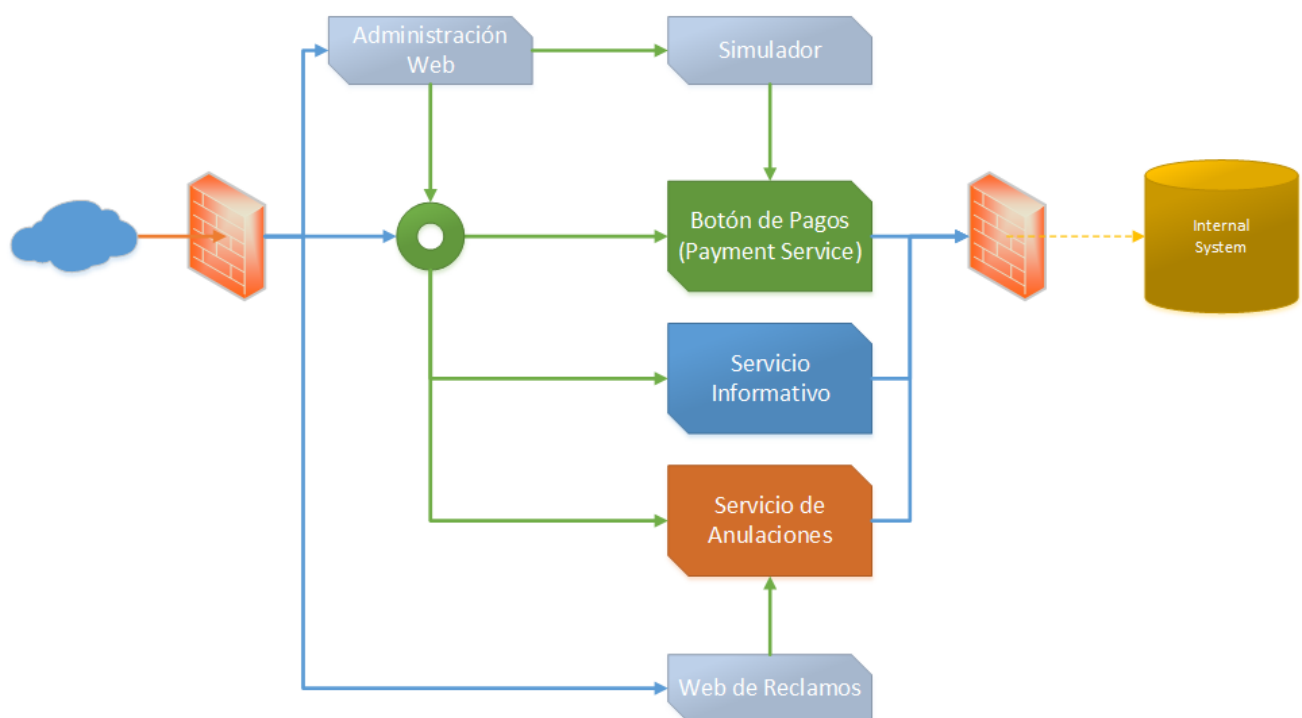 Administración
Web
Simulador
Botón de Pagos
(Payment Service)
Internal
System
Servicio
Informativo
Servicio de
Anulaciones
Web de Reclamos